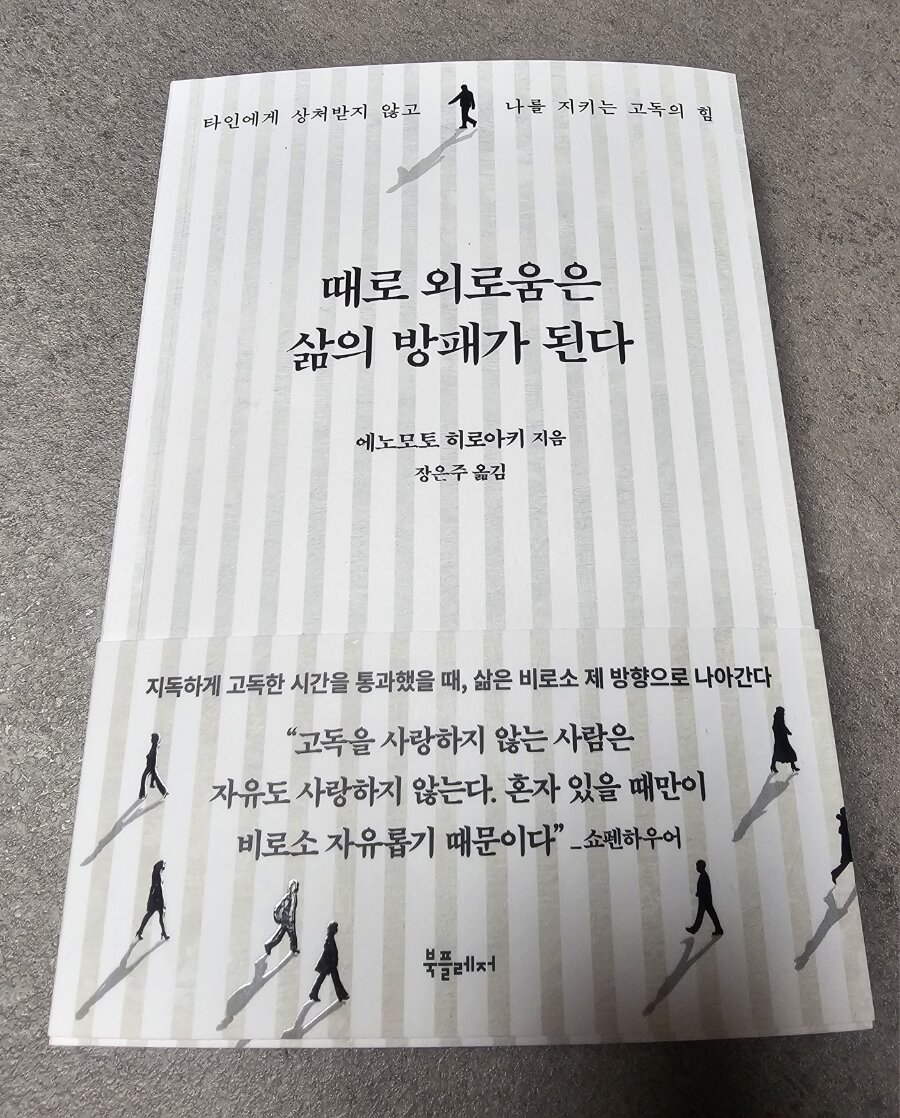 타인에게 상처받지 않고 나를 지키는 고독의 힘
때로 외로움은
삶의 방패가 된다
에노모토 히로아키 지음
장은주 옮김
지독하게 고독한 시간을 통과했을 때, 삶은 비로소 제 방향으로 나아간다
“고독을 사랑하지 않는 사람은
자유도 사랑하지 않는다. 혼자 있을 때만이
비로소 자유롭기 때문이다” _쇼펜하우어
북플레저